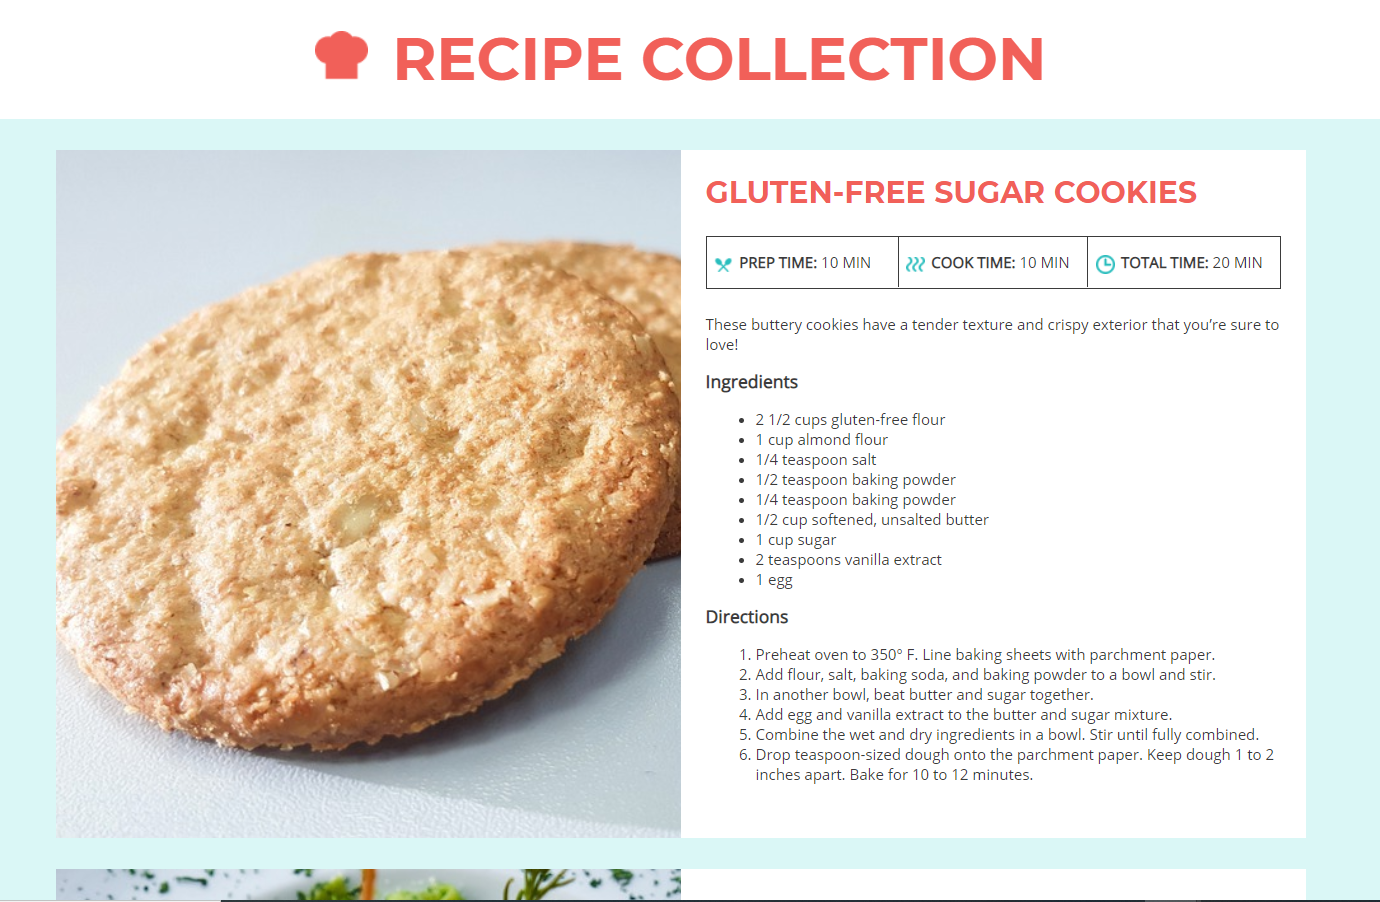 RECIPE COLLECTION
GLUTEN-FREE SUGAR COOKIES
PREP TIME: 10 MIN COOK TIME: 10 MIN TOTAL TIME: 20 MIN
These buttery cookies have a tender texture and crispy exterior that you’re sure to
love!
Ingredients
• 2 1/2 cups gluten-free flour
• 1 cup almond flour
• 1/4 teaspoon salt
• 1/2 teaspoon baking powder
• 1/4 teaspoon baking powder
• 1/2 cup softened, unsalted butter
• 1 cup sugar
• 2 teaspoons vanilla extract
• 1 egg
Directions
1. Preheat oven to 350° F. Line baking sheets with parchment paper.
2. Add flour, salt, baking soda, and baking powder to a bowl and stir.
3. In another bowl, beat butter and sugar together.
4. Add egg and vanilla extract to the butter and sugar mixture.
5. Combine the wet and dry ingredients in a bowl. Stir until fully combined.
6. Drop teaspoon-sized dough onto the parchment paper. Keep dough 1 to 2
inches apart. Bake for 10 to 12 minutes.